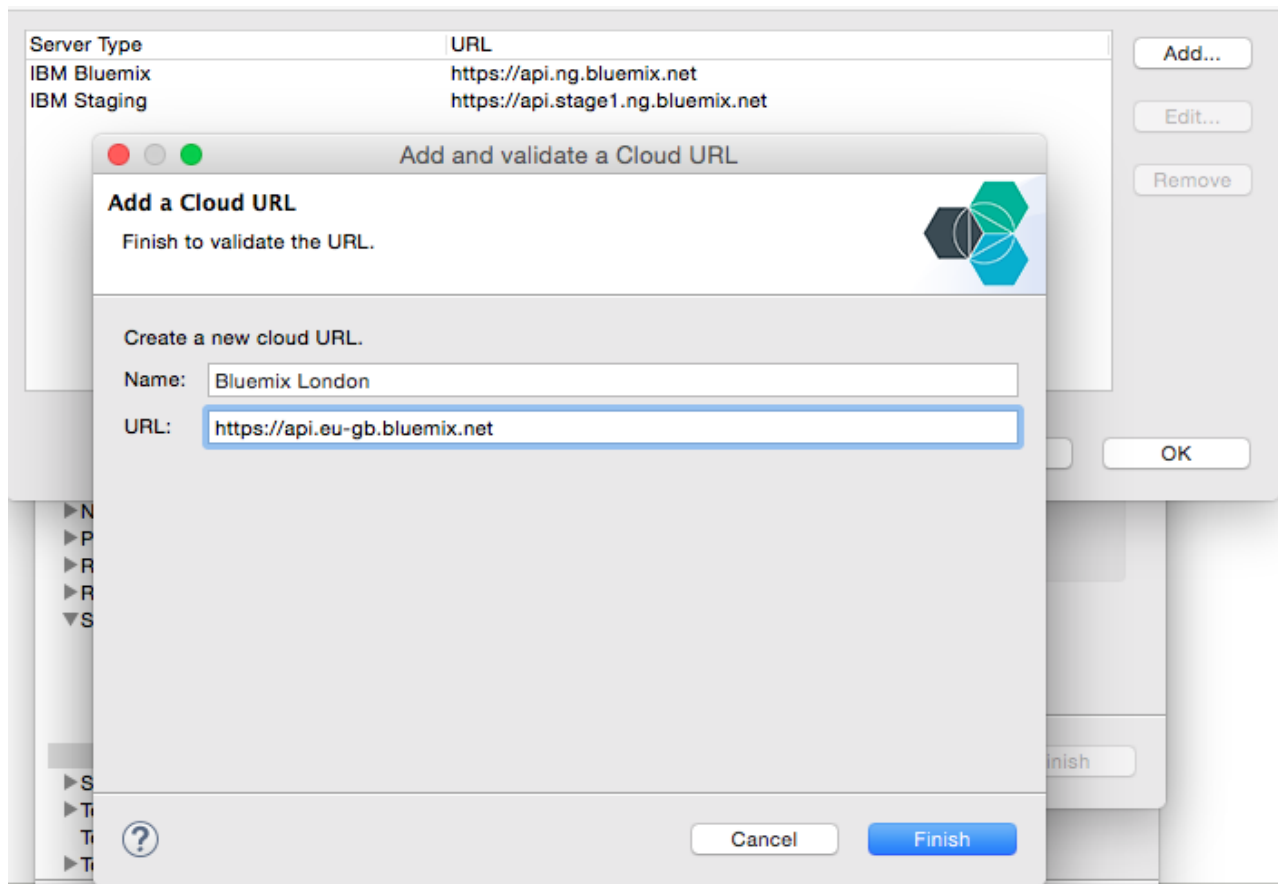 Server Type URL
IBM Bluemix https://api.ng.bluemix.net
IBM Staging https://api.stage1.ng.bluemix.net
Add...
Edit...
Remove
Add and validate a Cloud URL
Add a Cloud URL
Finish to validate the URL.
Create a new cloud URL.
Name: Bluemix London
URL: https://api.eu-gb.bluemix.net
OK
N
P
R
R
S
inish
S
T
T
T
? Cancel Finish